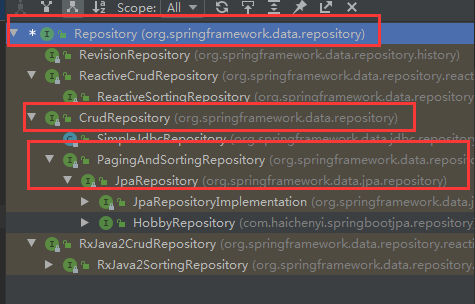 Scope: All
* Repository (org.springframework.data.repository)
RevisionRepository (org.springframework.data.repository.history)
ReactiveCrudRepository (org.springframework.data.repository.reac
ReactiveSortingRepository (org.springframework.data.repository
CrudRepository (org.springframework.data.repository)
SimpleJdbcRepository (org.springframework.data.jdbc.repository
PagingAndSortingRepository (org.springframework.data.reposito
JpaRepository (org.springframework.data.jpa.repository)
JpaRepositoryImplementation (org.springframework.data.jpa
HobbyRepository (com.haichenyi.springbootjpa.repository)
RxJava2CrudRepository (org.springframework.data.repository.reactiv
RxJava2SortingRepository (org.springframework.data.repository.